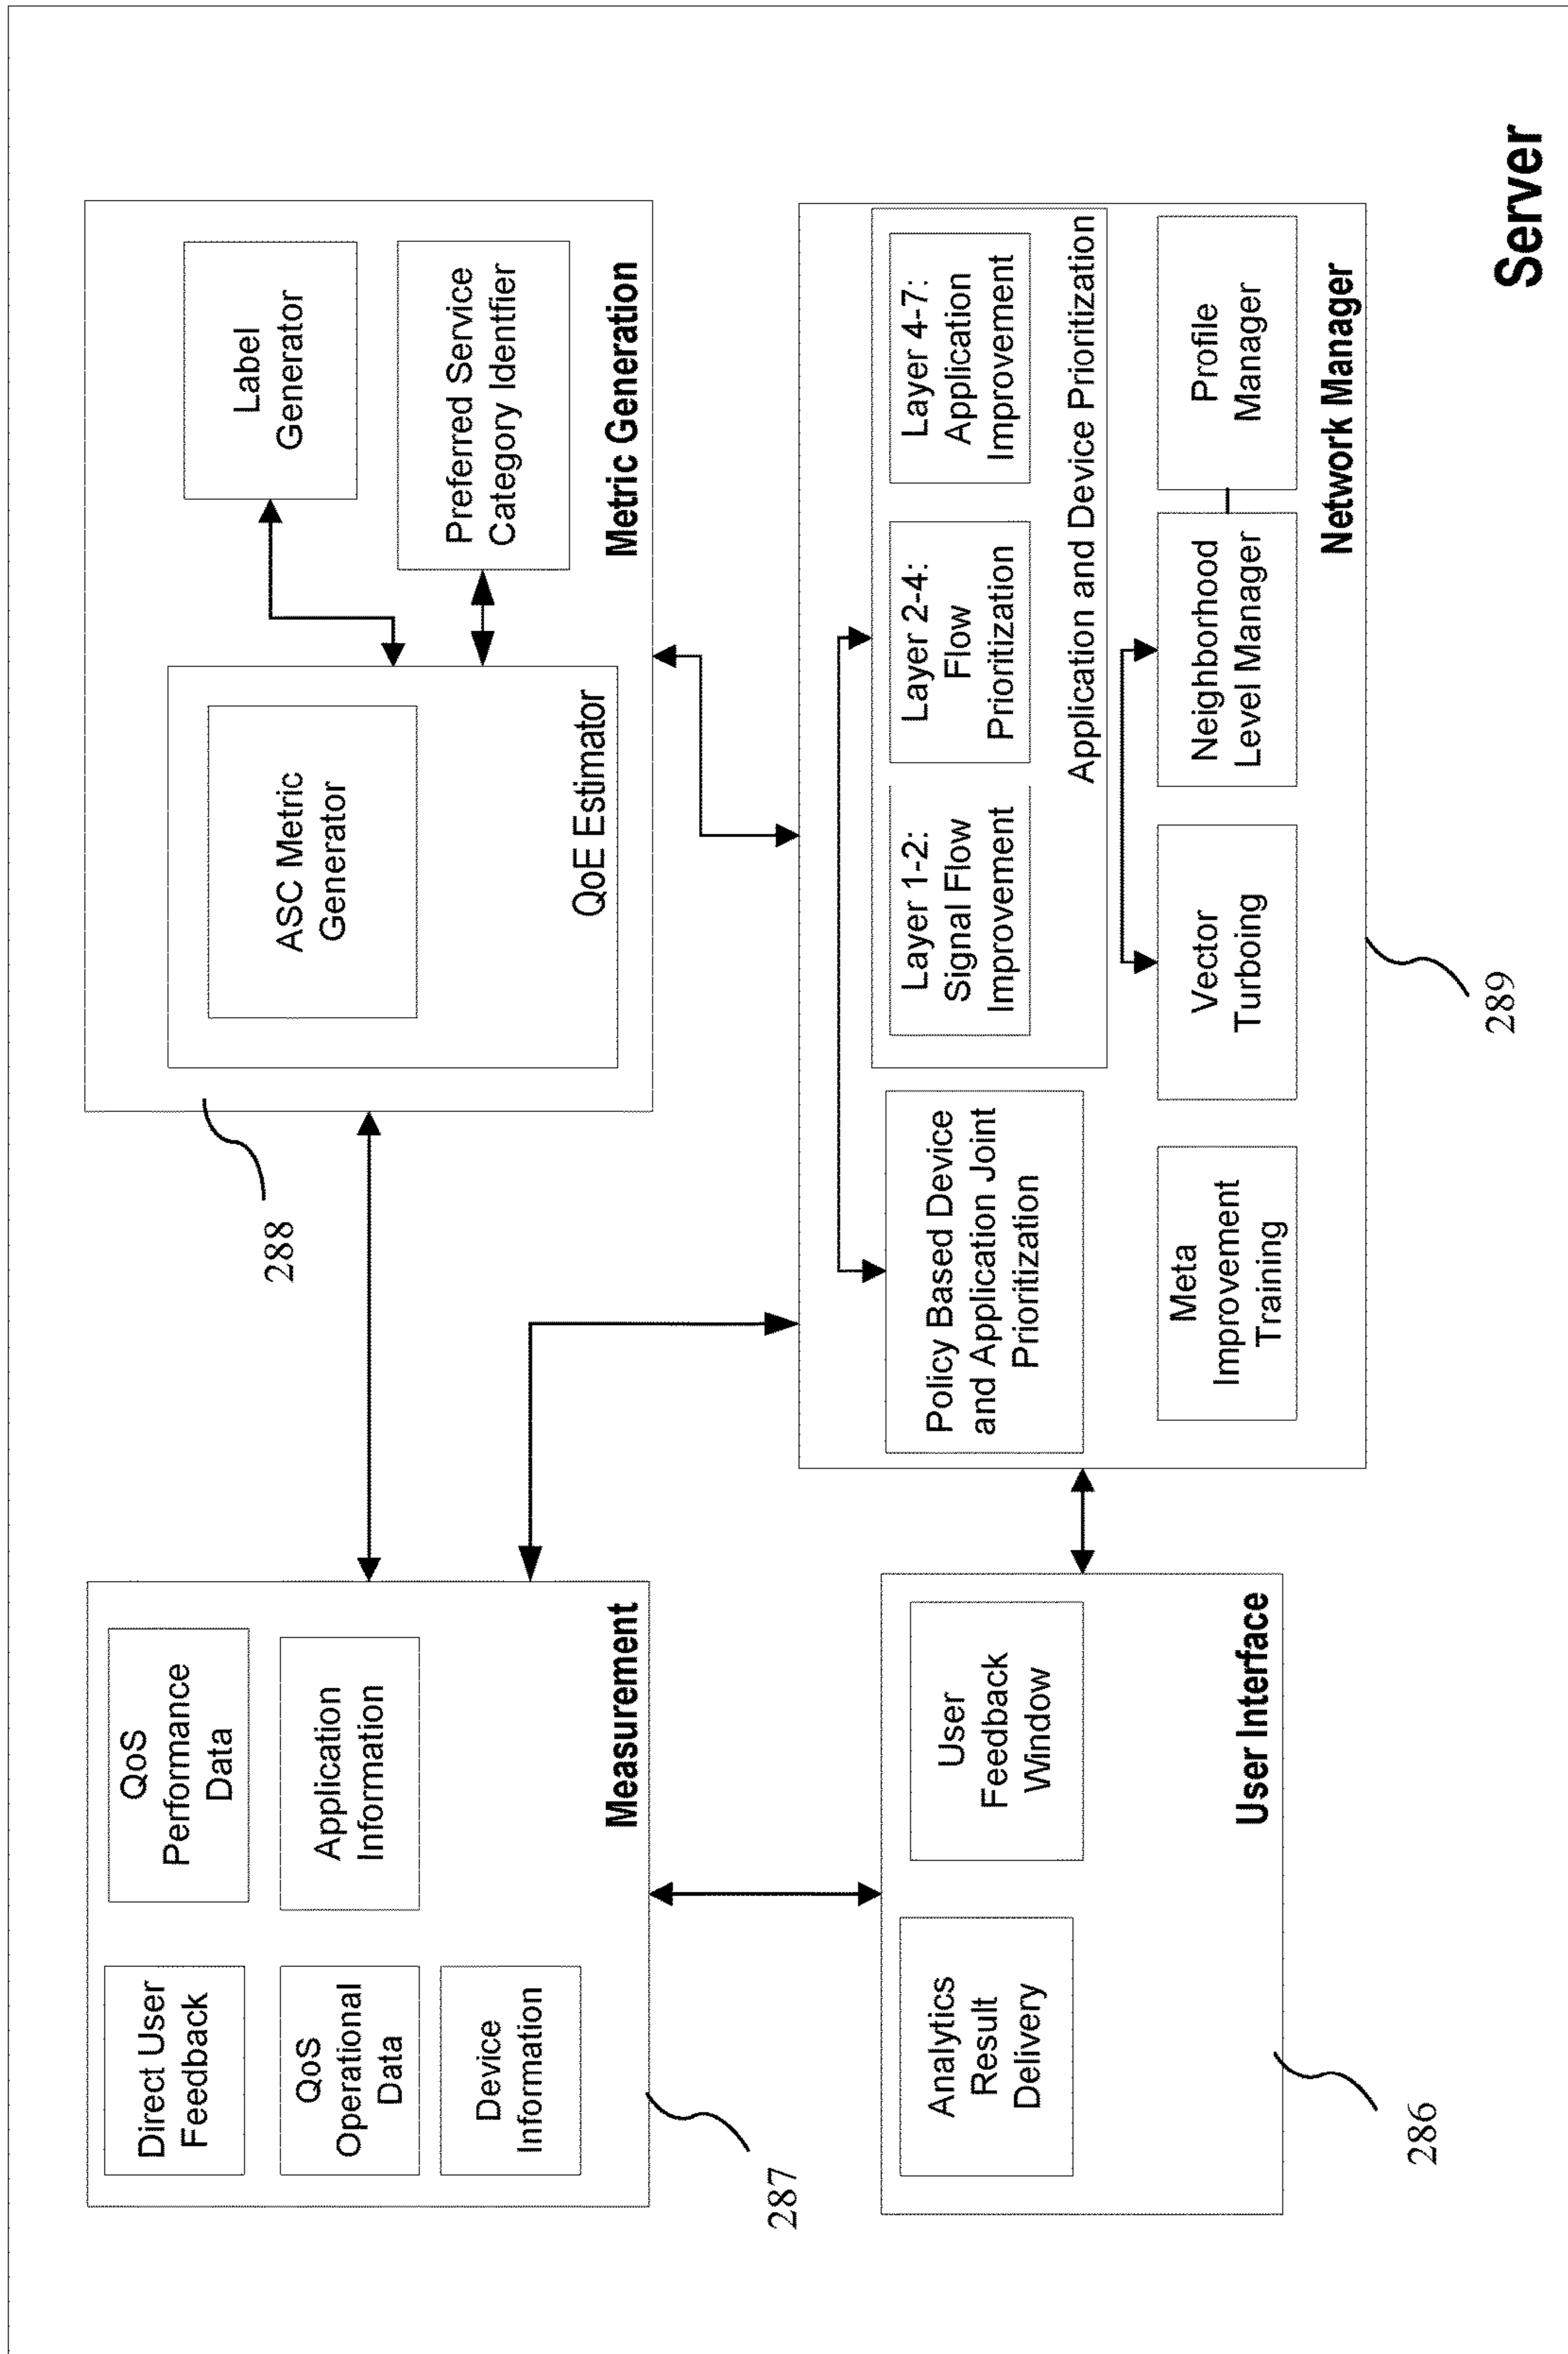 Direct User
Feedback
QoS
Performance
Data
QoS
Operational
Data
Application
Information
Device
Information
Measurement
287
ASC Metric
Generator
QoE Estimator
Label
Generator
Preferred Service
Category Identifier
Metric Generation
288
Analytics
Result
Delivery
User
Feedback
Window
User Interface
286
Policy Based Device
and Application Joint
Prioritization
Layer 1-2:
Signal Flow
Improvement
Layer 2-4:
Flow
Prioritization
Layer 4-7:
Application
Improvement
Application and Device Prioritization
Meta
Improvement
Training
Vector
Turboing
Neighborhood
Level Manager
Profile
Manager
Network Manager
289
Server